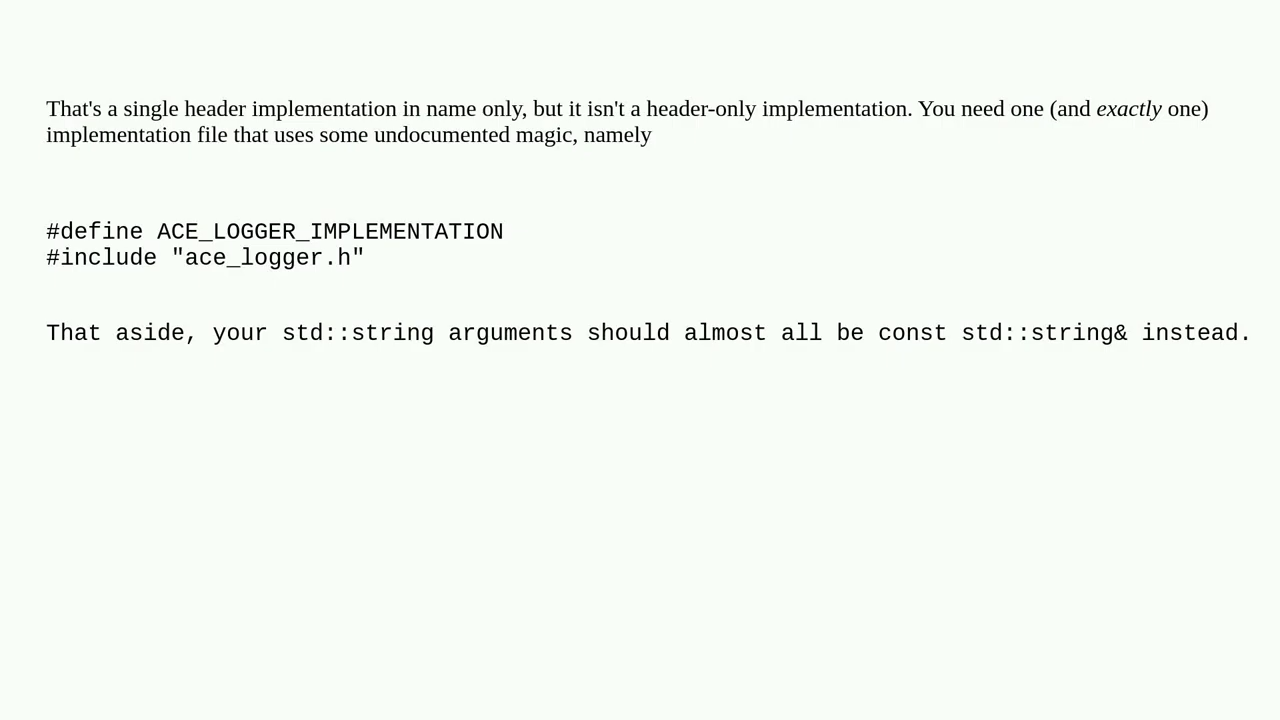 That's a single header implementation in name only, but it isn't a header-only implementation. You need one (and exactly one)
implementation file that uses some undocumented magic, namely
#define ACE_LOGGER_IMPLEMENTATION
#include "ace_logger.h"
That aside, your std::string arguments should almost all be const std::string& instead.